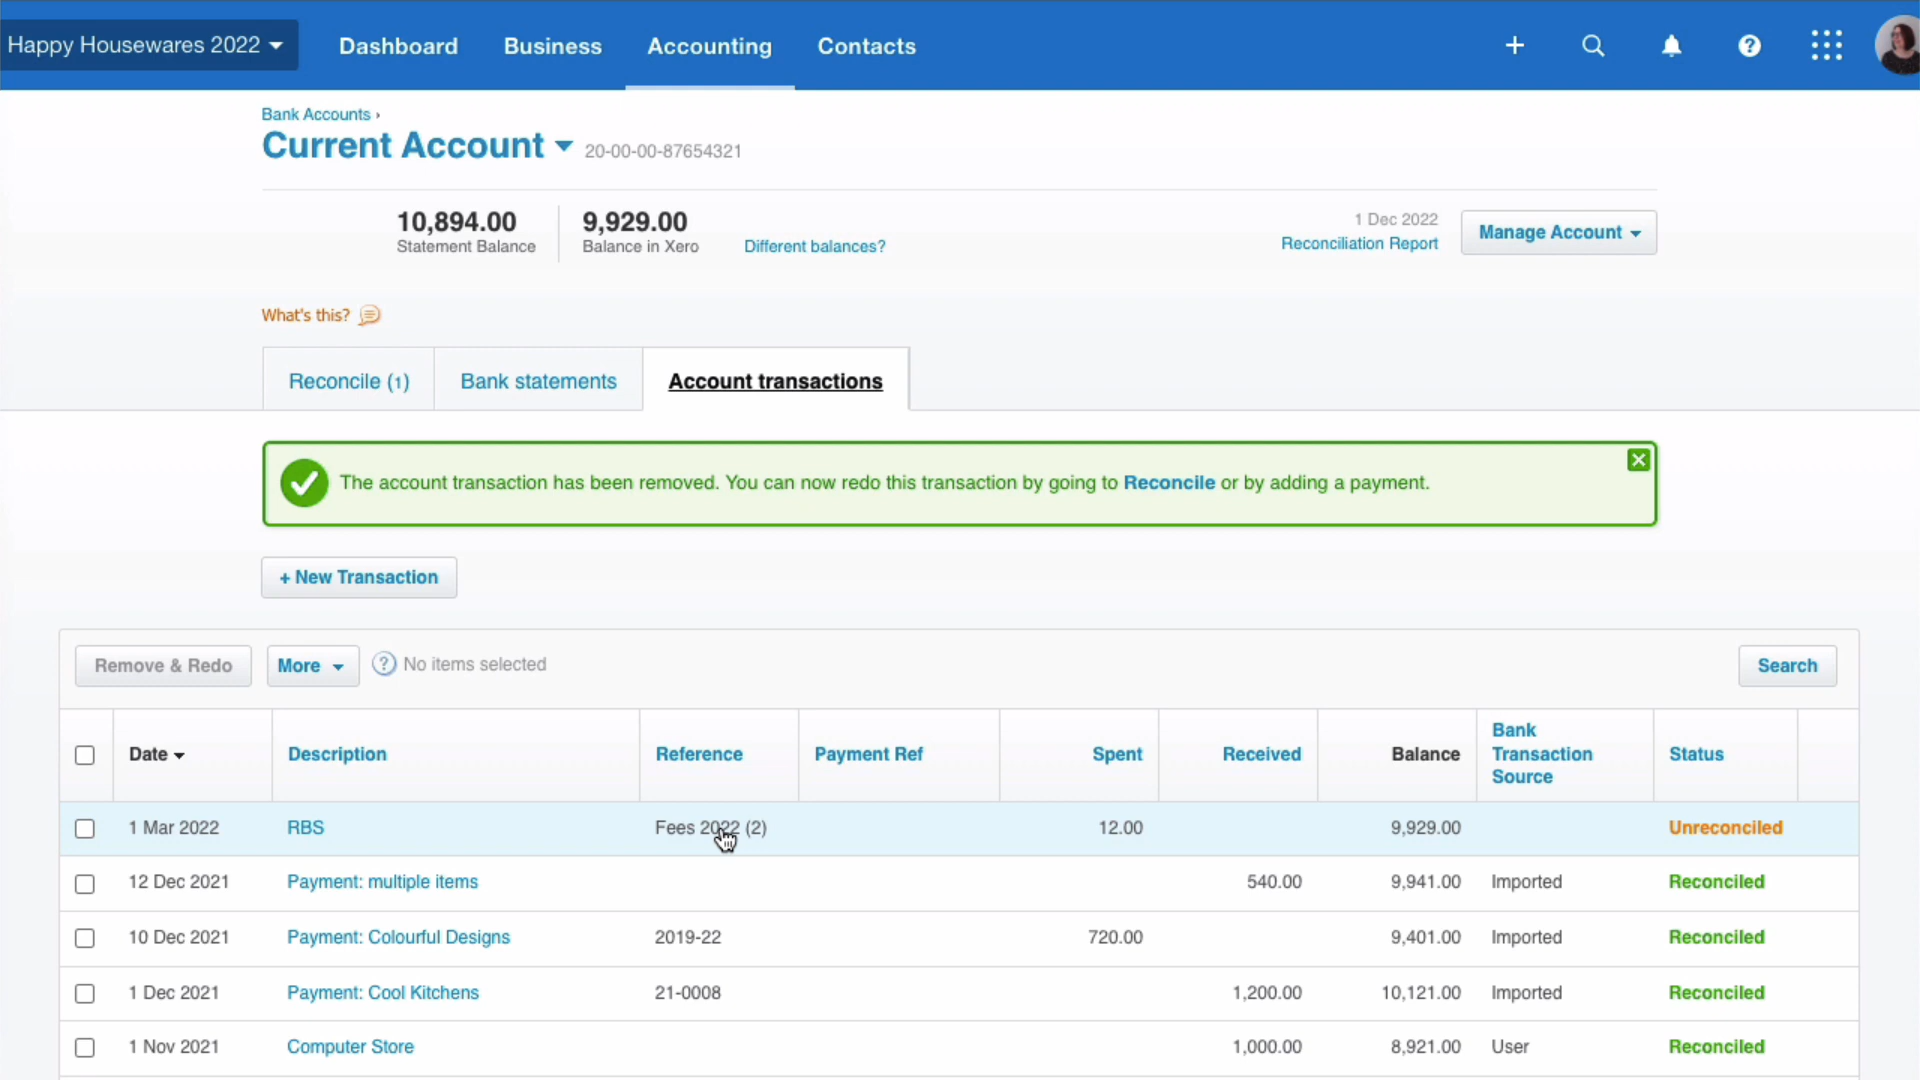 Happy Housewares 2022
Dashboard
Business
Accounting
Contacts
Bank Accounts ›
Current Account
20-00-00-87654321
10,894.00
Statement Balance
9,929.00
Balance in Xero
Different balances?
1 Dec 2022
Reconciliation Report
Manage Account
What's this?
Reconcile (1)
Bank statements
Account transactions
The account transaction has been removed. You can now redo this transaction by going to Reconcile or by adding a payment.
+ New Transaction
Remove & Redo
More
? No items selected
Search
Date
Description
Reference
Payment Ref
Spent
Received
Balance
Bank
Transaction
Source
Status
1 Mar 2022 RBS Fees 2022 (2) 12.00 9,929.00 Unreconciled
12 Dec 2021 Payment: multiple items 540.00 9,941.00 Imported Reconciled
10 Dec 2021 Payment: Colourful Designs 2019-22 720.00 9,401.00 Imported Reconciled
1 Dec 2021 Payment: Cool Kitchens 21-0008 1,200.00 10,121.00 Imported Reconciled
1 Nov 2021 Computer Store 1,000.00 8,921.00 User Reconciled